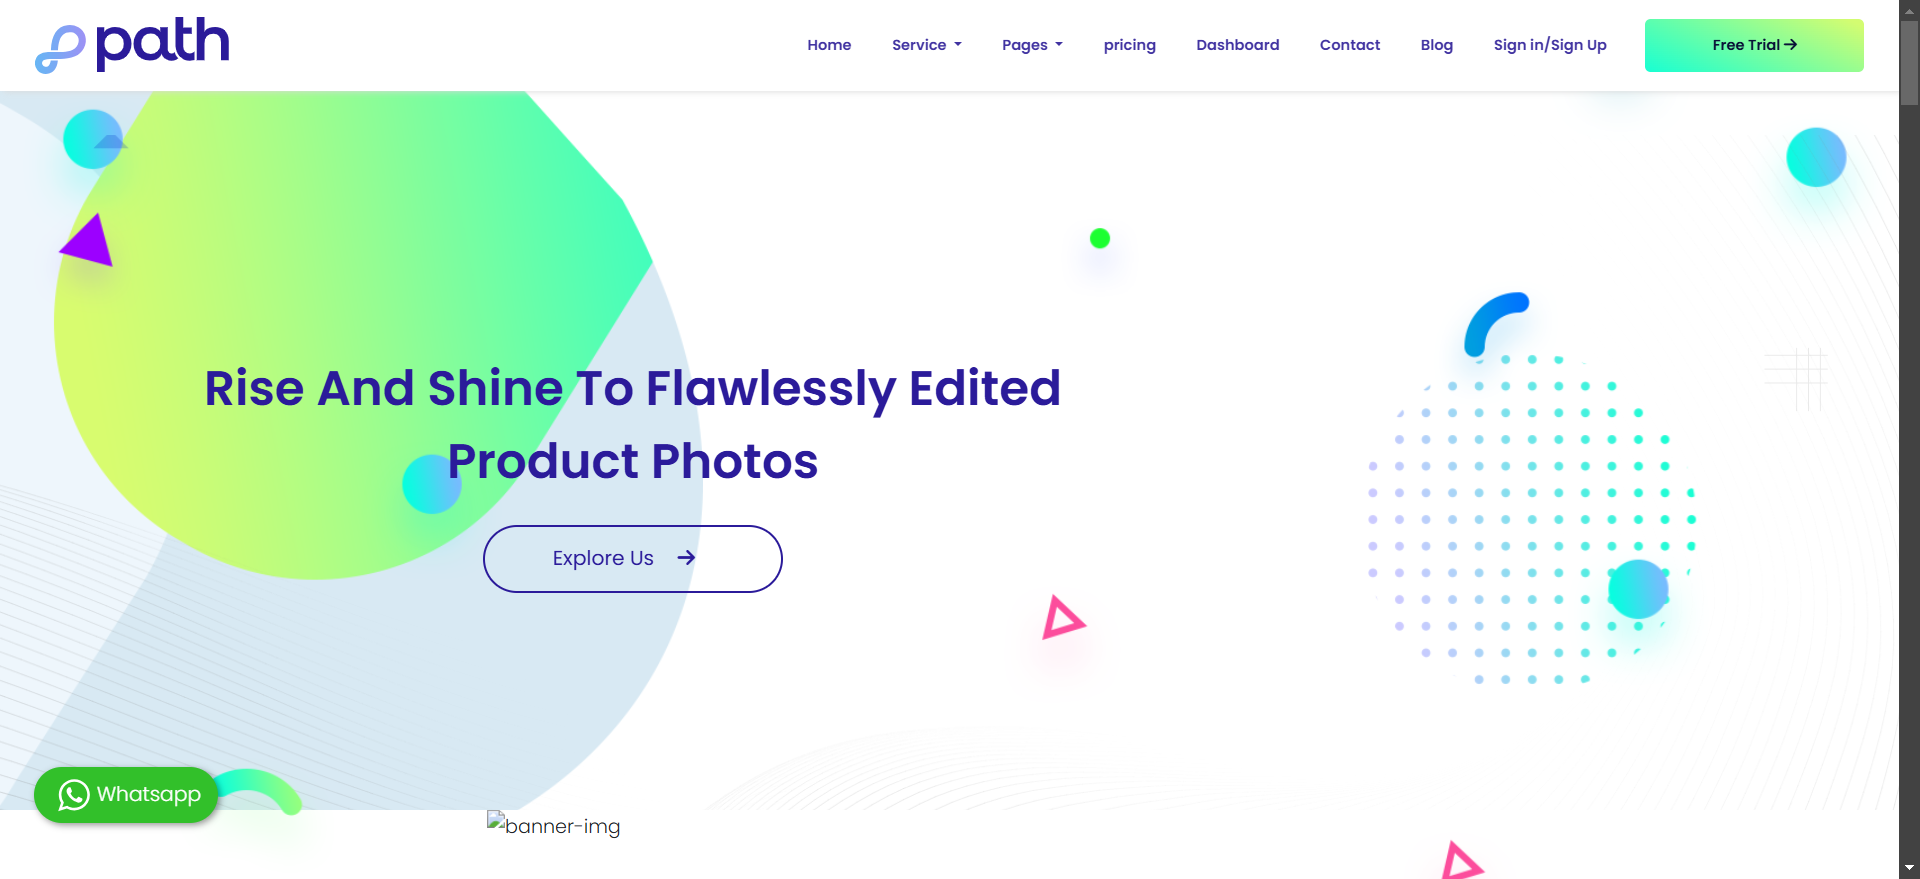 path
Home
Service
Pages
pricing
Dashboard
Contact
Blog
Sign in/Sign Up
Free Trial
Rise And Shine To Flawlessly Edited
Product Photos
Explore Us
Whatsapp
banner-img